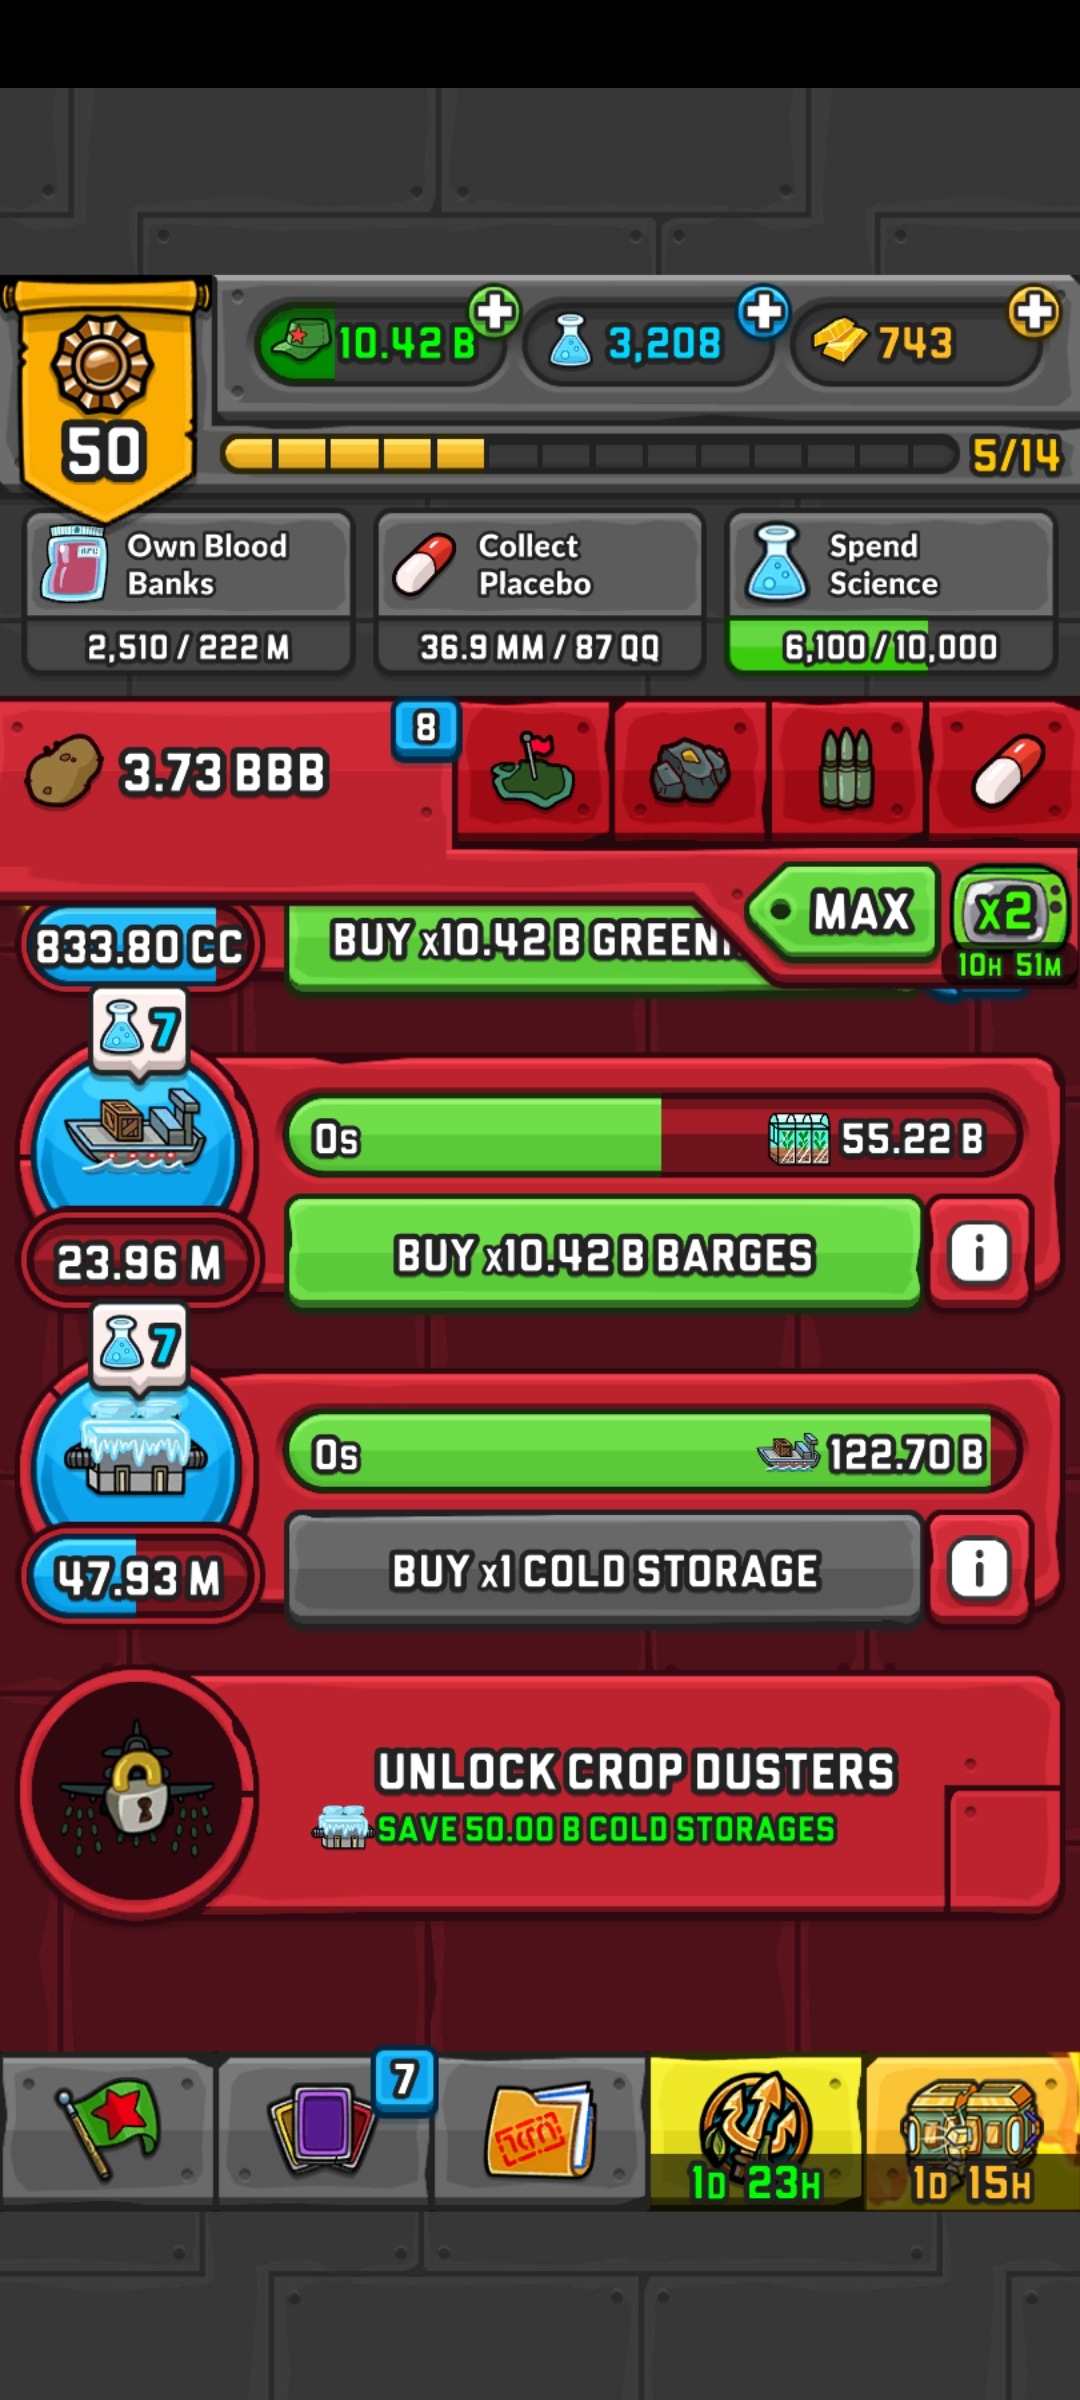 10.42 B
3,208
743
50
5/14
Own Blood
Banks
2,510 / 222 M
Collect
Placebo
36.9 MM / 87 QQ
Spend
Science
6,100 / 10,000
3.73 BBB
8
MAX
x2
10H 51M
833.80 CC
BUY x10.42 B
7
0s
55.22 B
23.96 M
BUY x10.42 B BARGES
i
7
0s
122.70 B
47.93 M
BUY x1 COLD STORAGE
i
UNLOCK CROP DUSTERS
SAVE 50.00 B COLD STORAGES
7
1D 23H
1D 15H